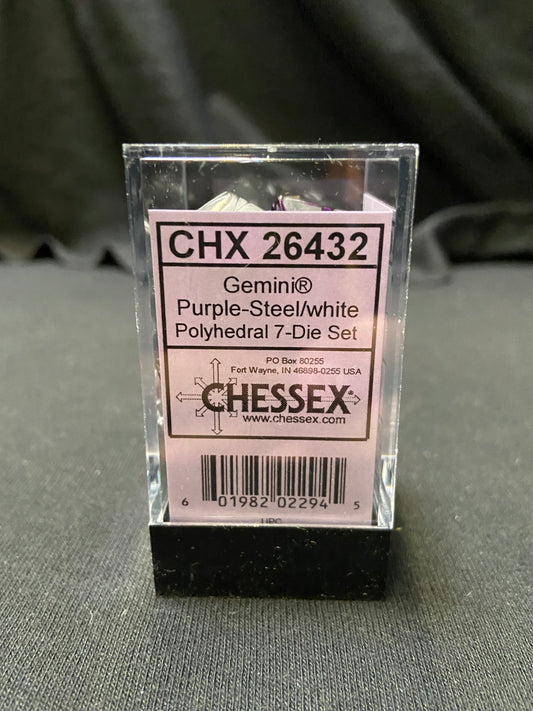 CHX 26432
Gemini®
Purple-Steel/white
Polyhedral 7-Die Set
PO Box 80255
Fort Wayne, IN 46898-0255 USA
CHESSEX®
www.chessex.com
6 01982 02294 5
UPC